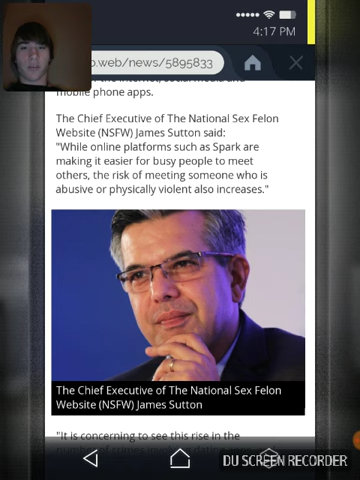 4:17 PM
o.web/news/5895833
mobile phone apps.
The Chief Executive of The National Sex Felon
Website (NSFW) James Sutton said:
"While online platforms such as Spark are
making it easier for busy people to meet
others, the risk of meeting someone who is
abusive or physically violent also increases."
The Chief Executive of The National Sex Felon
Website (NSFW) James Sutton
"It is concerning to see this rise in the
DU SCREEN RECORDER